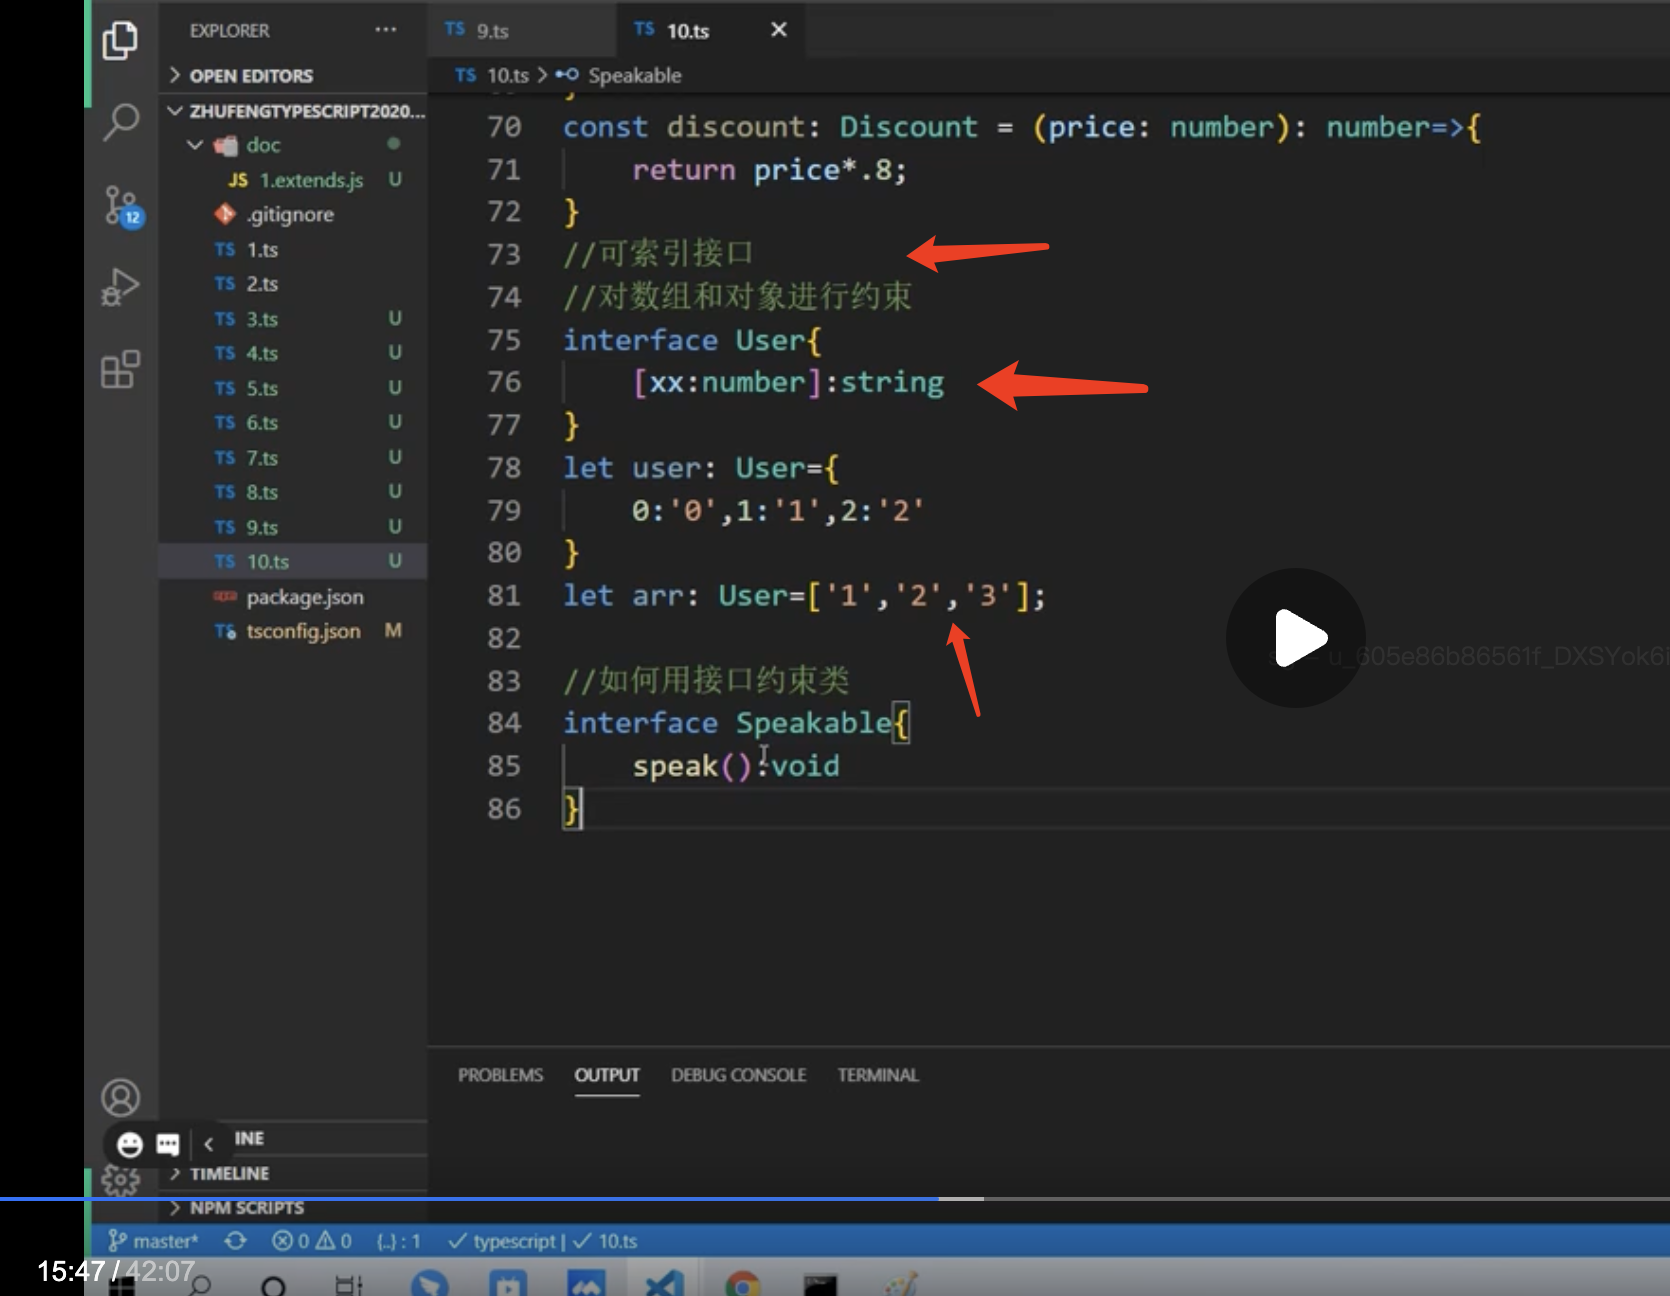 EXPLORER ...
TS 9.ts TS 10.ts
OPEN EDITORS
TS 10.ts > Speakable
ZHUFENGTYPESCRIPT2020...
doc
JS 1.extends.js U
.gitignore
TS 1.ts
TS 2.ts
TS 3.ts U
TS 4.ts U
TS 5.ts U
TS 6.ts U
TS 7.ts U
TS 8.ts U
TS 9.ts U
TS 10.ts U
package.json
TS tsconfig.json M
12
70 const discount: Discount = (price: number): number=>{
71 return price*.8;
72 }
73 //可索引接口
74 //对数组和对象进行约束
75 interface User{
76 [xx:number]:string
77 }
78 let user: User={
79 0:'0',1:'1',2:'2'
80 }
81 let arr: User=['1','2','3'];
82
83 //如何用接口约束类
84 interface Speakable{
85 speak():void
86 }
u_605e86b86561f_DXSYok6i
PROBLEMS OUTPUT DEBUG CONSOLE TERMINAL
INE
TIMELINE
NPM SCRIPTS
master* 0 0 {..} : 1 typescript | 10.ts
15:47 / 42:07